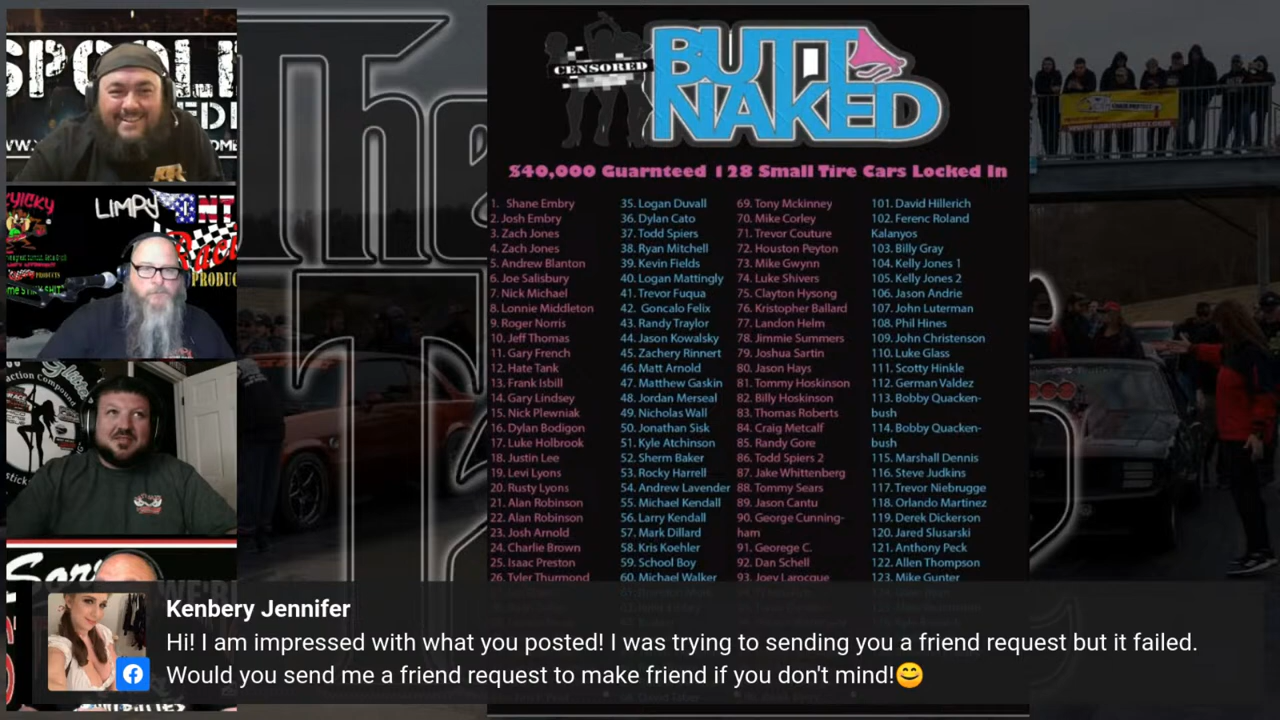 SPOOLI
EDI
WW.Y
DME
CYICKY
LIMPY
NT
PRODUCTS
PRODUC
The
CENSORED
BUTT
NAKED
$40,000 Guarnteed 128 Small Tire Cars Locked In
1. Shane Embry
2. Josh Embry
3. Zach Jones
4. Zach Jones
5. Andrew Blanton
6. Joe Salisbury
7. Nick Michael
8. Lonnie Middleton
9. Roger Norris
10. Jeff Thomas
11. Gary French
12. Hate Tank
13. Frank Isbill
14. Gary Lindsey
15. Nick Plewniak
16. Dylan Bodigon
17. Luke Holbrook
18. Justin Lee
19. Levi Lyons
20. Rusty Lyons
21. Alan Robinson
22. Alan Robinson
23. Josh Arnold
24. Charlie Brown
25. Isaac Preston
26. Tyler Thurmond
35. Logan Duvall
36. Dylan Cato
37. Todd Spiers
38. Ryan Mitchell
39. Kevin Fields
40. Logan Mattingly
41. Trevor Fuqua
42. Goncalo Felix
43. Randy Traylor
44. Jason Kowalsky
45. Zachery Rinnert
46. Matt Arnold
47. Matthew Gaskin
48. Jordan Merseal
49. Nicholas Wall
50. Jonathan Sisk
51. Kyle Atchinson
52. Sherm Baker
53. Rocky Harrell
54. Andrew Lavender
55. Michael Kendall
56. Larry Kendall
57. Mark Dillard
58. Kris Koehler
59. School Boy
60. Michael Walker
69. Tony Mckinney
70. Mike Corley
71. Trevor Couture
72. Houston Peyton
73. Mike Gwynn
74. Luke Shivers
75. Clayton Hysong
76. Kristopher Ballard
77. Landon Helm
78. Jimmie Summers
79. Joshua Sartin
80. Jason Hays
81. Tommy Hoskinson
82. Billy Hoskinson
83. Thomas Roberts
84. Craig Metcalf
85. Randy Gore
86. Todd Spiers 2
87. Jake Whittenberg
88. Tommy Sears
89. Jason Cantu
90. George Cunning-
ham
91. Georege C.
92. Dan Schell
93. Joey Larocque
101. David Hillerich
102. Ferenc Roland
Kalanyos
103. Billy Gray
104. Kelly Jones 1
105. Kelly Jones 2
106. Jason Andrie
107. John Luterman
108. Phil Hines
109. John Christenson
110. Luke Glass
111. Scotty Hinkle
112. German Valdez
113. Bobby Quacken-
bush
114. Bobby Quacken-
bush
115. Marshall Dennis
116. Steve Judkins
117. Trevor Niebrugge
118. Orlando Martinez
119. Derek Dickerson
120. Jared Slusarski
121. Anthony Peck
122. Allen Thompson
123. Mike Gunter
Kenbery Jennifer
Hi! I am impressed with what you posted! I was trying to sending you a friend request but it failed.
Would you send me a friend request to make friend if you don't mind!😊